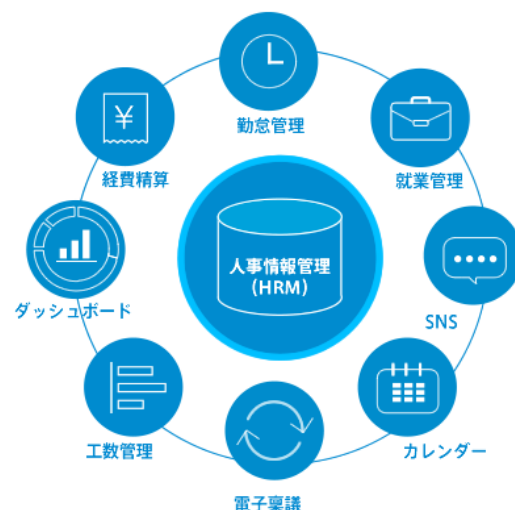 勤怠管理
就業管理
SNS
カレンダー
電子稟議
工数管理
ダッシュボード
経費精算
¥
人事情報管理
(HRM)